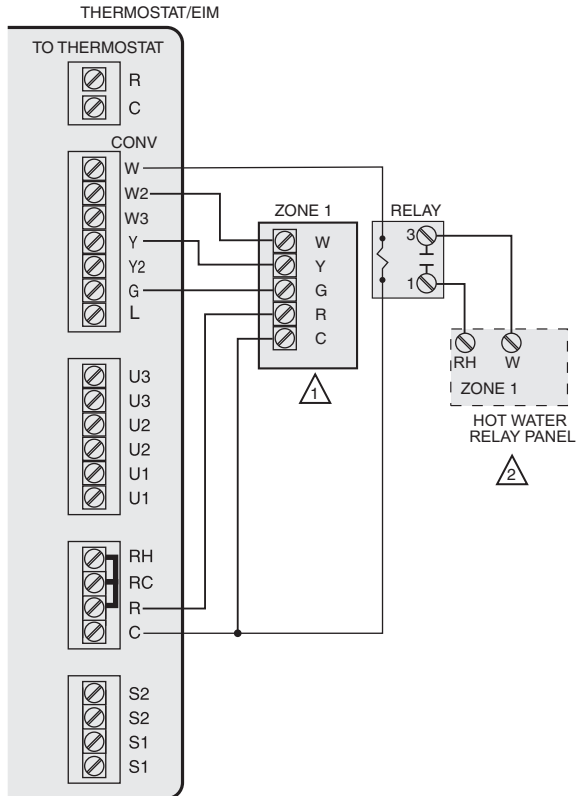 THERMOSTAT/EIM
TO THERMOSTAT
R
C
CONV
W
W2
W3
Y
Y2
G
L
U3
U3
U2
U2
U1
U1
RH
RC
R
C
S2
S2
S1
S1
ZONE 1
W
Y
G
R
C
1
RELAY
3
1
RH W
ZONE 1
HOT WATER
RELAY PANEL
2